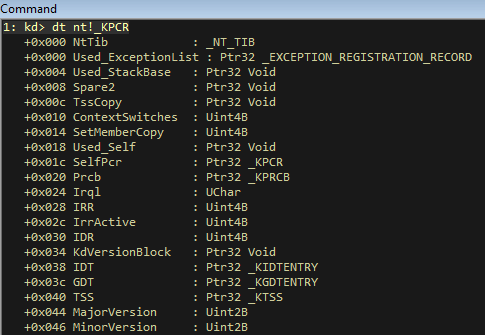 Command
1: kd> dt nt!_KPCR
+0x000 NtTib : _NT_TIB
+0x000 Used_ExceptionList : Ptr32 _EXCEPTION_REGISTRATION_RECORD
+0x004 Used_StackBase : Ptr32 Void
+0x008 Spare2 : Ptr32 Void
+0x00c TssCopy : Ptr32 Void
+0x010 ContextSwitches : Uint4B
+0x014 SetMemberCopy : Uint4B
+0x018 Used_Self : Ptr32 Void
+0x01c SelfPcr : Ptr32 _KPCR
+0x020 Prcb : Ptr32 _KPRCB
+0x024 Irql : UChar
+0x028 IRR : Uint4B
+0x02c IrrActive : Uint4B
+0x030 IDR : Uint4B
+0x034 KdVersionBlock : Ptr32 Void
+0x038 IDT : Ptr32 _KIDTENTRY
+0x03c GDT : Ptr32 _KGDTENTRY
+0x040 TSS : Ptr32 _KTSS
+0x044 MajorVersion : Uint2B
+0x046 MinorVersion : Uint2B